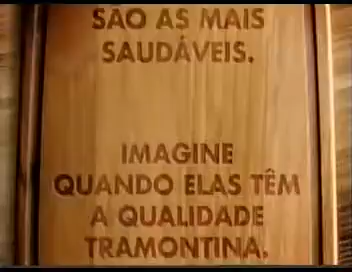 SÃO AS MAIS
SAUDÁVEIS.
IMAGINE
QUANDO ELAS TÊM
A QUALIDADE
TRAMONTINA.